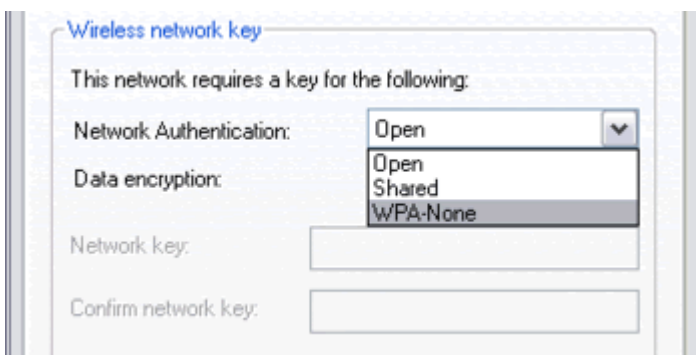 Wireless network key
This network requires a key for the following:
Network Authentication: Open
Open
Data encryption:
Shared
WPA-None
Network key:
Confirm network key: